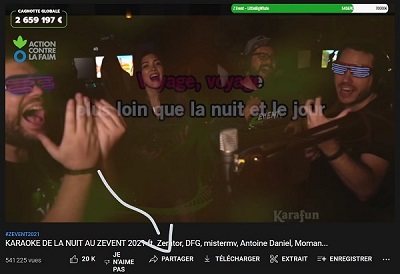 CAGNOTTE GLOBALE
2 659 197 €
ACTION
CONTRE
LA FAIM
Voyage, voyage
plus loin que la nuit et le jour
EVENT
Karafun
#ZEVENT2021
KARAOKE DE LA NUIT AU ZEVENT 2021 ft. Zerator, DFG, mistermv, Antoine Daniel, Moman...
541 225 vues
20 K
JE
N'AIME
PAS
PARTAGER
TÉLÉCHARGER
EXTRAIT
ENREGISTRER